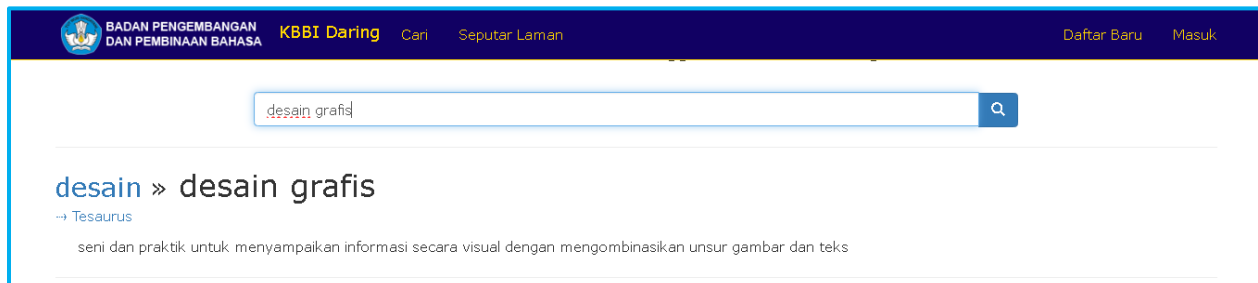 BADAN PENGEMBANGAN
DAN PEMBINAAN BAHASA
KBBI Daring Cari Seputar Laman Daftar Baru Masuk
desain grafis
desain » desain grafis
⇢ Tesaurus
seni dan praktik untuk menyampaikan informasi secara visual dengan mengombinasikan unsur gambar dan teks